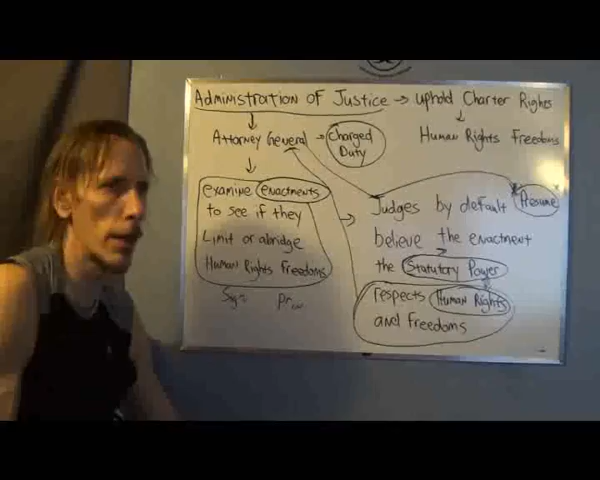 Administration of Justice → uphold Charter Rights
Attorney General → Charged Duty
Human Rights Freedoms
examine enactments
to see if they
Limit or abridge
Human Rights Freedoms
Judges by default
believe the enactment
the Statutory Power
respects Human Rights
and Freedoms